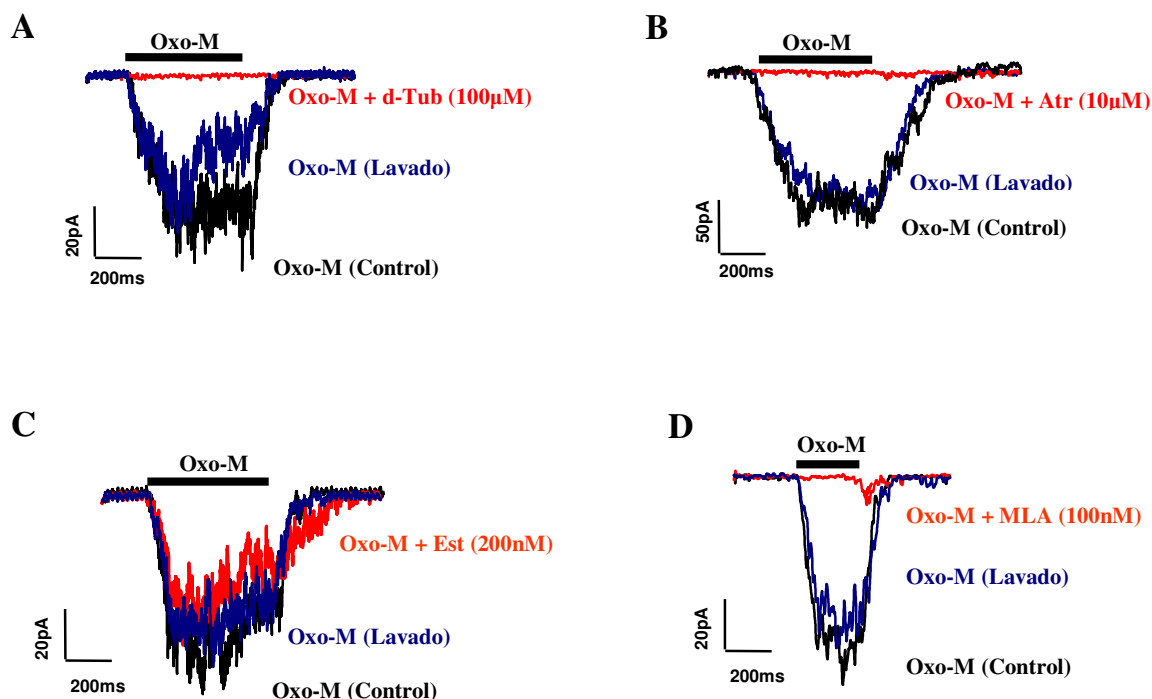 A
Oxo-M
Oxo-M + d-Tub (100µM)
Oxo-M (Lavado)
Oxo-M (Control)
20pA
200ms
B
Oxo-M
Oxo-M + Atr (10µM)
Oxo-M (Lavado)
Oxo-M (Control)
50pA
200ms
C
Oxo-M
Oxo-M + Est (200nM)
Oxo-M (Lavado)
Oxo-M (Control)
20pA
200ms
D
Oxo-M
Oxo-M + MLA (100nM)
Oxo-M (Lavado)
Oxo-M (Control)
20pA
200ms